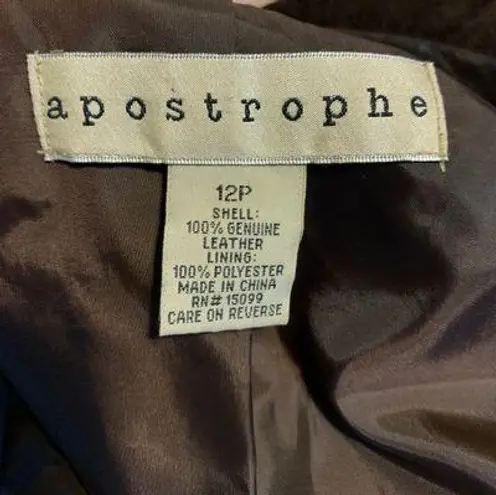 apostrophe
12P
SHELL:
100% GENUINE
LEATHER
LINING:
100% POLYESTER
MADE IN CHINA
RN# 15099
CARE ON REVERSE